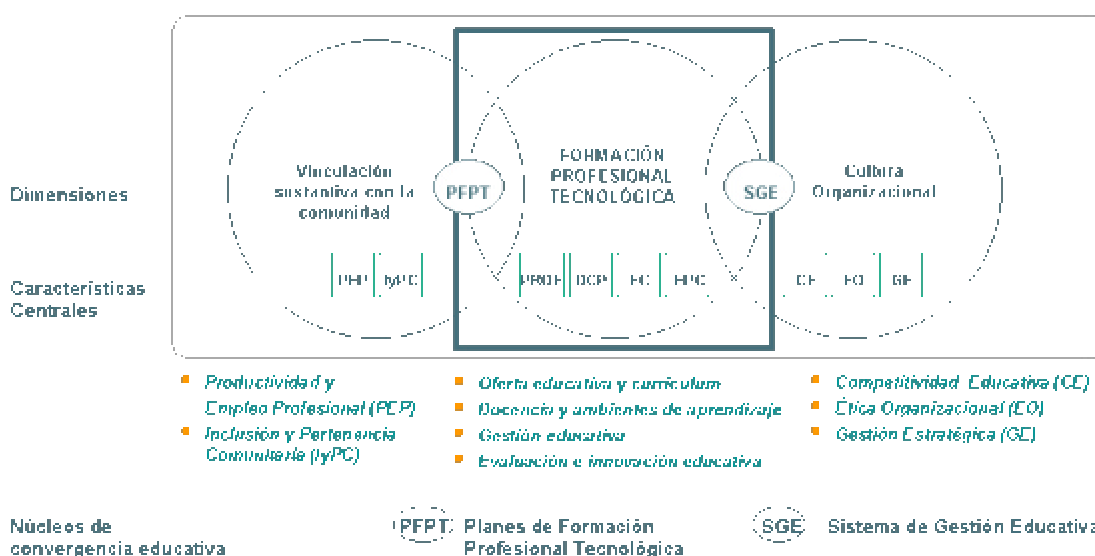 Dimensiones
Vinculación
sustantiva con la
comunidad
PFPT
FORMACIÓN
PROFESIONAL
TECNOLÓGICA
SGE
Cultura
Organizacional
Características
Centrales
PEP IyPC
EC
CE EO GE
Productividad y
Empleo Profesional (PEP)
Inclusión y Pertenencia
Comunitaria (IyPC)
Oferta educativa y curriculum
Docencia y ambientes de aprendizaje
Gestión educativa
Evaluación e innovación educativa
Competitividad Educativa (CE)
Ética Organizacional (EO)
Gestión Estratégica (GE)
Núcleos de
convergencia educativa
PFPT Planes de Formación
Profesional Tecnológica
SGE Sistema de Gestión Educativa